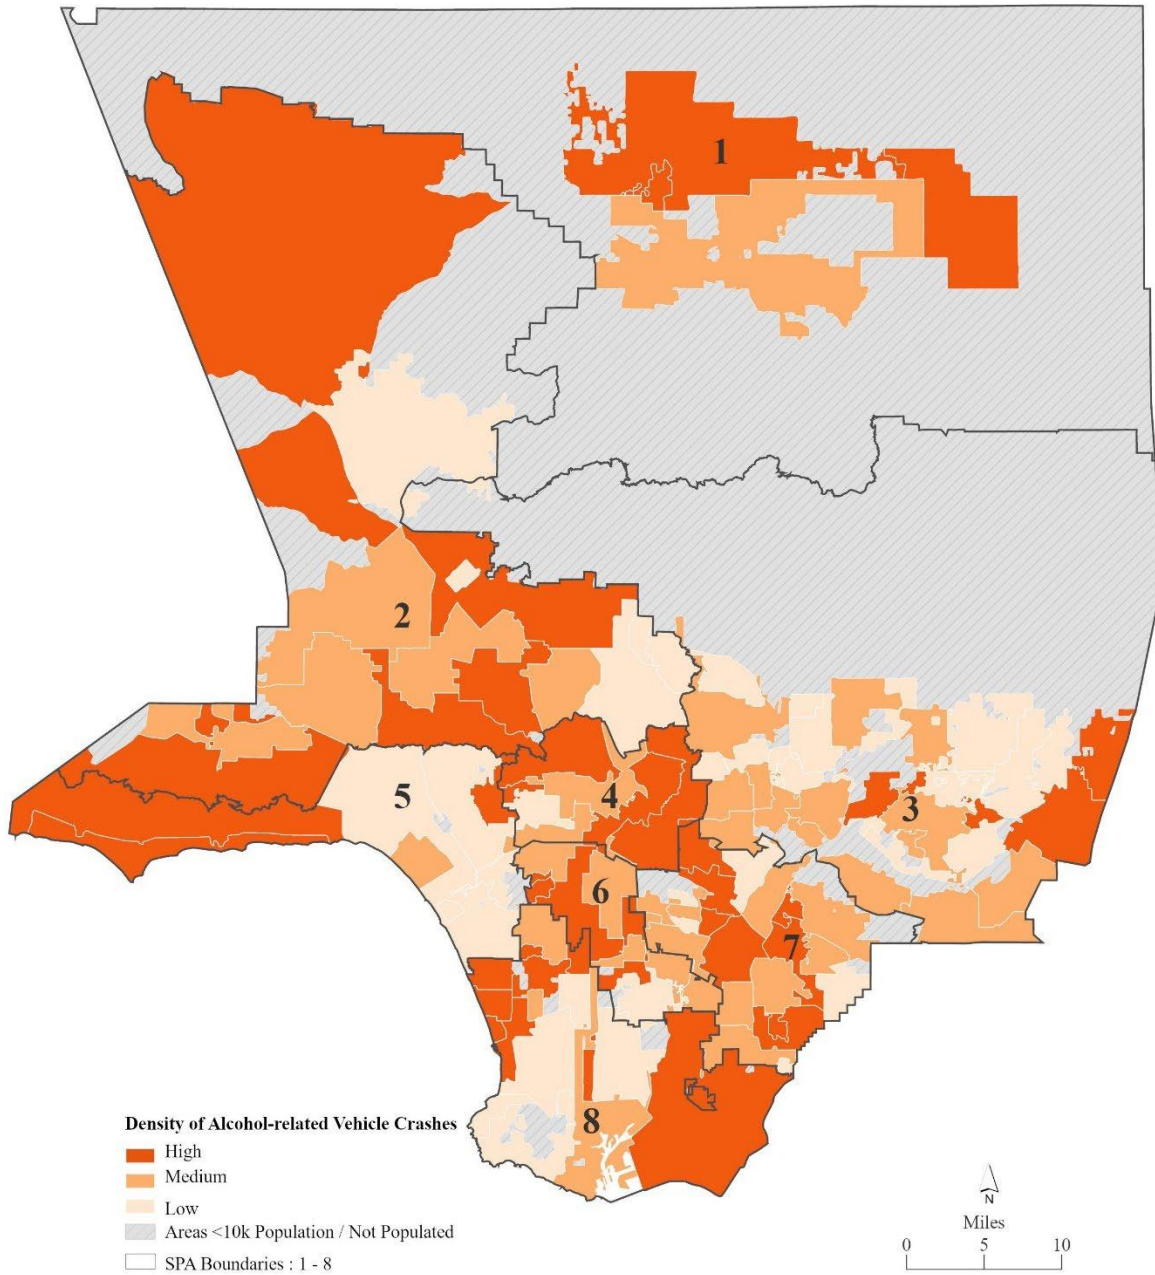 1
2
5
4
3
6
7
8
Density of Alcohol-related Vehicle Crashes
High
Medium
Low
Areas <10k Population / Not Populated
SPA Boundaries : 1 - 8
N
Miles
0 5 10